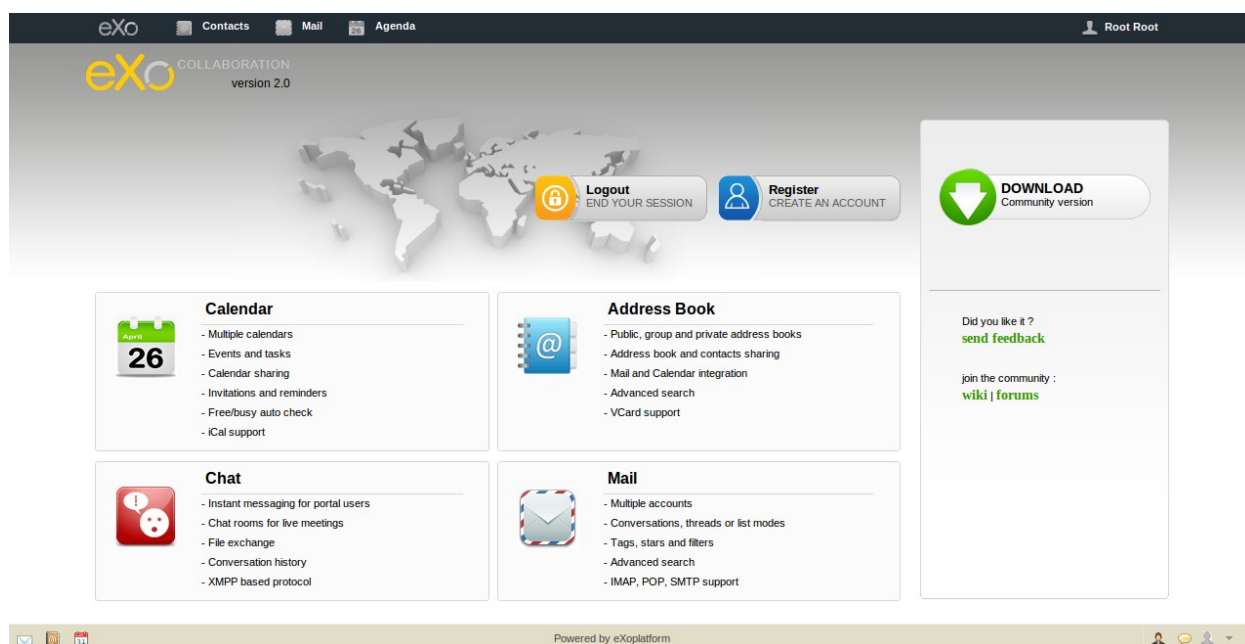 eXo Contacts Mail 26 Agenda Root Root
eXo COLLABORATION
version 2.0
Logout
END YOUR SESSION
Register
CREATE AN ACCOUNT
DOWNLOAD
Community version
Calendar
April
26
- Multiple calendars
- Events and tasks
- Calendar sharing
- Invitations and reminders
- Free/busy auto check
- iCal support
Address Book
@
- Public, group and private address books
- Address book and contacts sharing
- Mail and Calendar integration
- Advanced search
- VCard support
Did you like it ?
send feedback
join the community :
wiki | forums
Chat
!
- Instant messaging for portal users
- Chat rooms for live meetings
- File exchange
- Conversation history
- XMPP based protocol
Mail
- Multiple accounts
- Conversations, threads or list modes
- Tags, stars and filters
- Advanced search
- IMAP, POP, SMTP support
Powered by eXoplatform